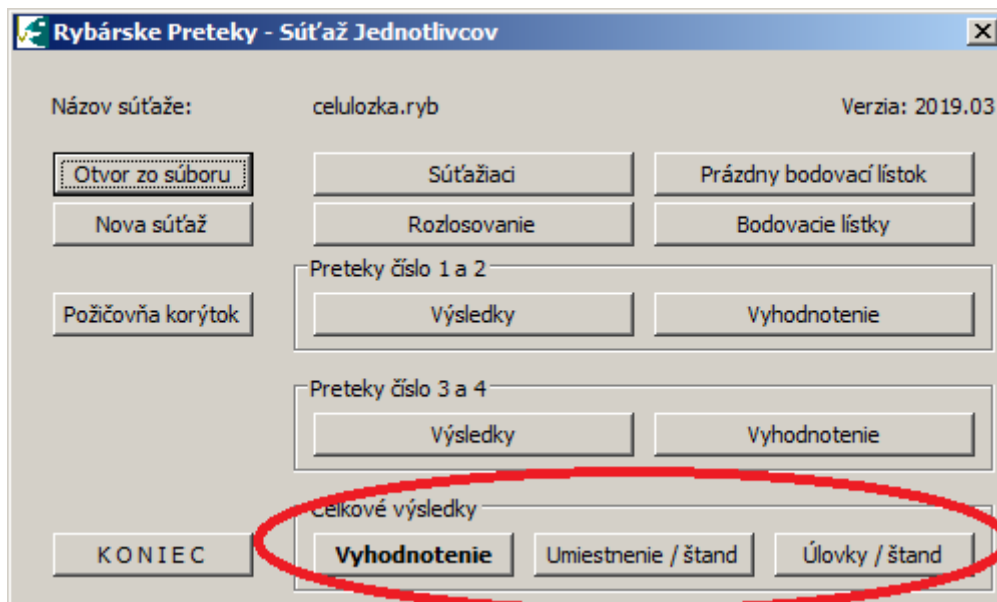 Rybárske Preteky - Súťaž Jednotlivcov
Názov súťaže: celulozka.ryb Verzia: 2019.03
Otvor zo súboru Súťažiaci Prázdny bodovací lístok
Nova súťaž Rozlosovanie Bodovacie lístky
Preteky číslo 1 a 2
Požičovňa korýtok Výsledky Vyhodnotenie
Preteky číslo 3 a 4
Výsledky Vyhodnotenie
Celkové výsledky
KONIEC Vyhodnotenie Umiestnenie / štand Úlovky / štand